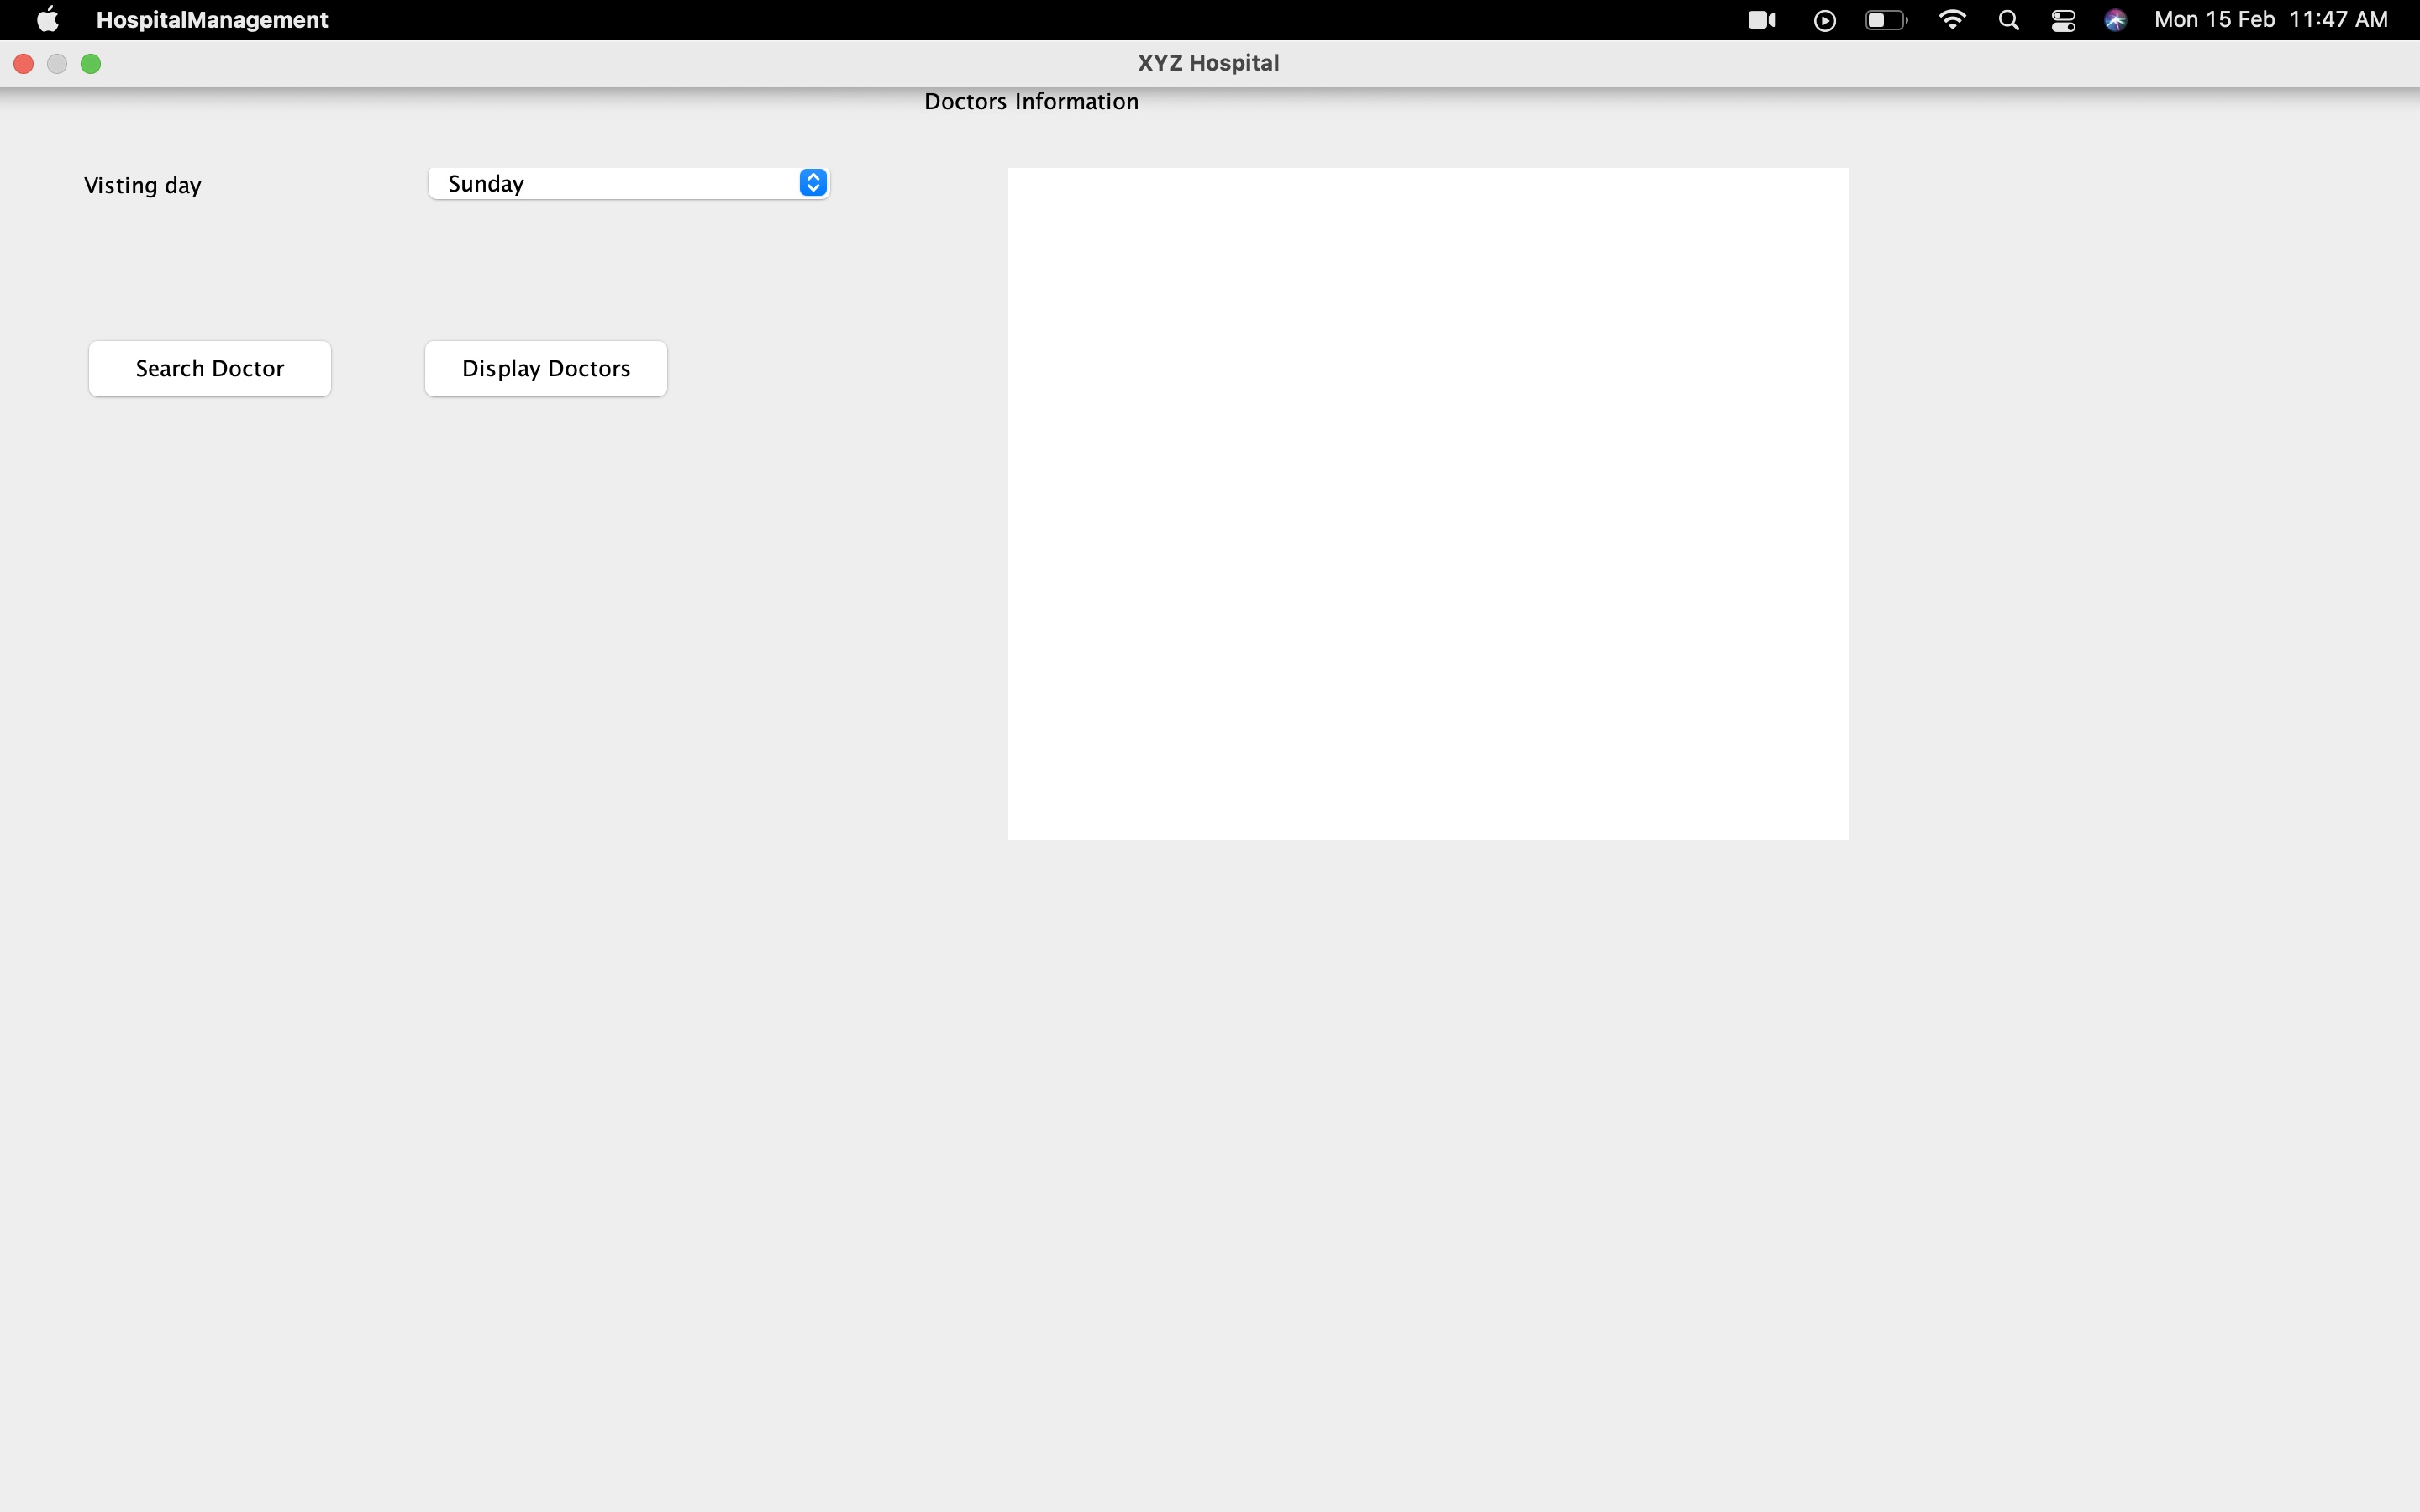 HospitalManagement
Mon 15 Feb 11:47 AM
XYZ Hospital
Doctors Information
Visting day
Sunday
Search Doctor
Display Doctors